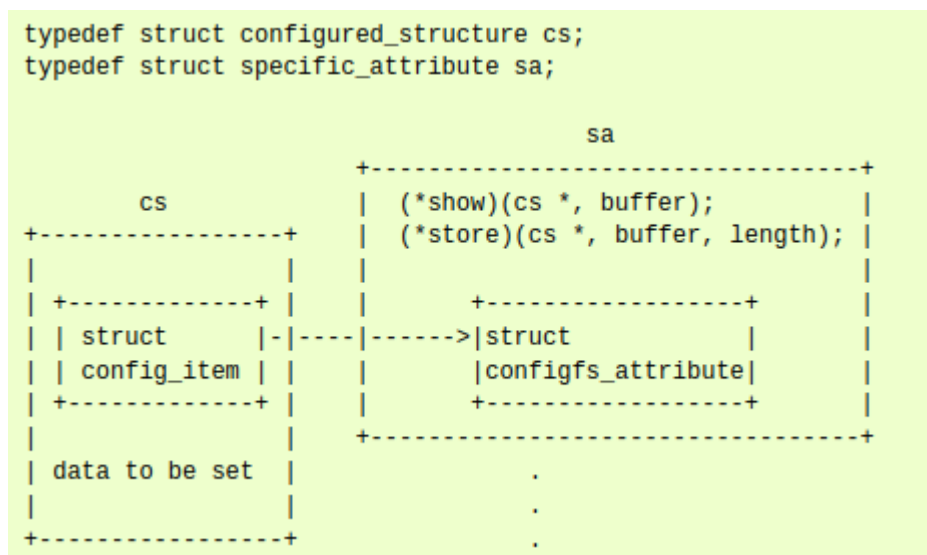 typedef struct configured_structure cs;
typedef struct specific_attribute sa;

                                       sa
                       +----------------------------------+
        cs             |  (*show)(cs *, buffer);          |
+-----------------+    |  (*store)(cs *, buffer, length); |
|                 |    |                                  |
| +-------------+ |    |       +------------------+       |
| | struct      |-|----|------>|struct            |       |
| | config_item | |    |       |configfs_attribute|       |
| +-------------+ |    |       +------------------+       |
|                 |    +----------------------------------+
| data to be set  |                .
|                 |                .
+-----------------+                .